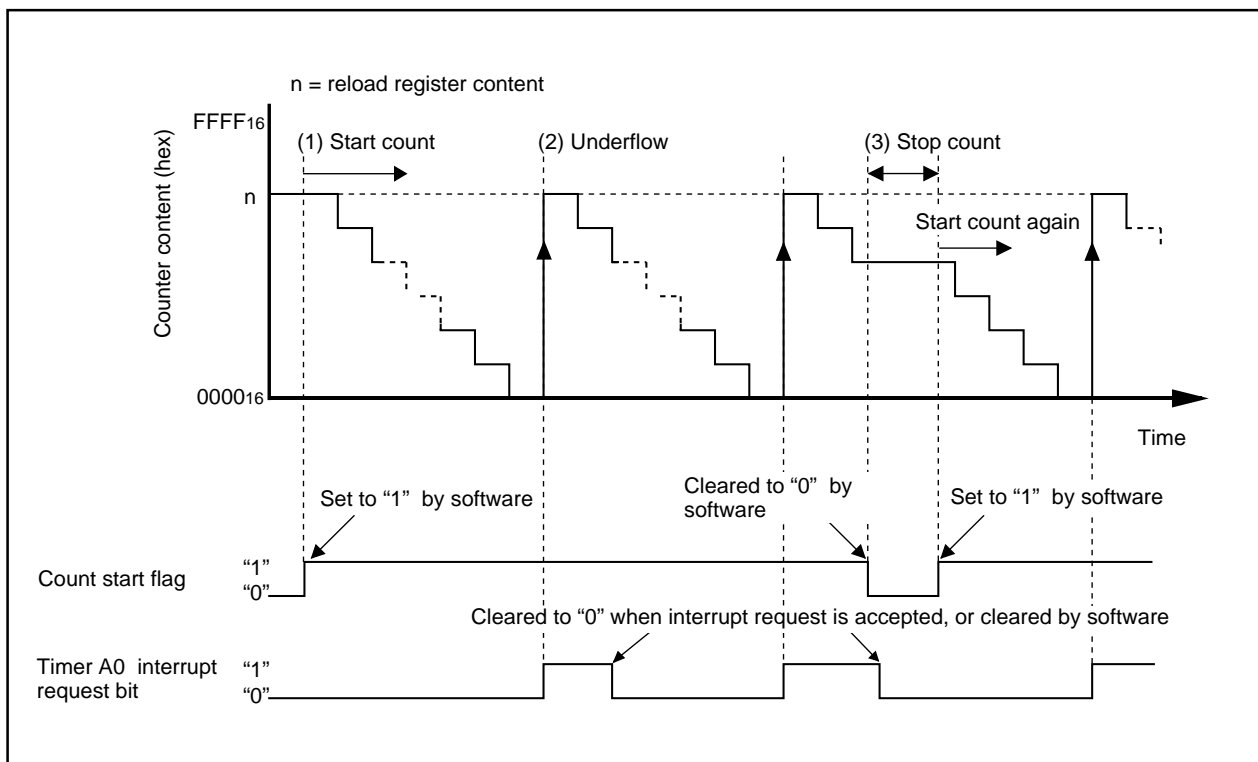 n = reload register content
FFFF16
(1) Start count
(2) Underflow
(3) Stop count
n
Start count again
Counter content (hex)
000016
Time
Set to “1” by software
Cleared to “0” by
software
Set to “1” by software
Count start flag
“1”
“0”
Cleared to “0” when interrupt request is accepted, or cleared by software
Timer A0 interrupt
request bit
“1”
“0”